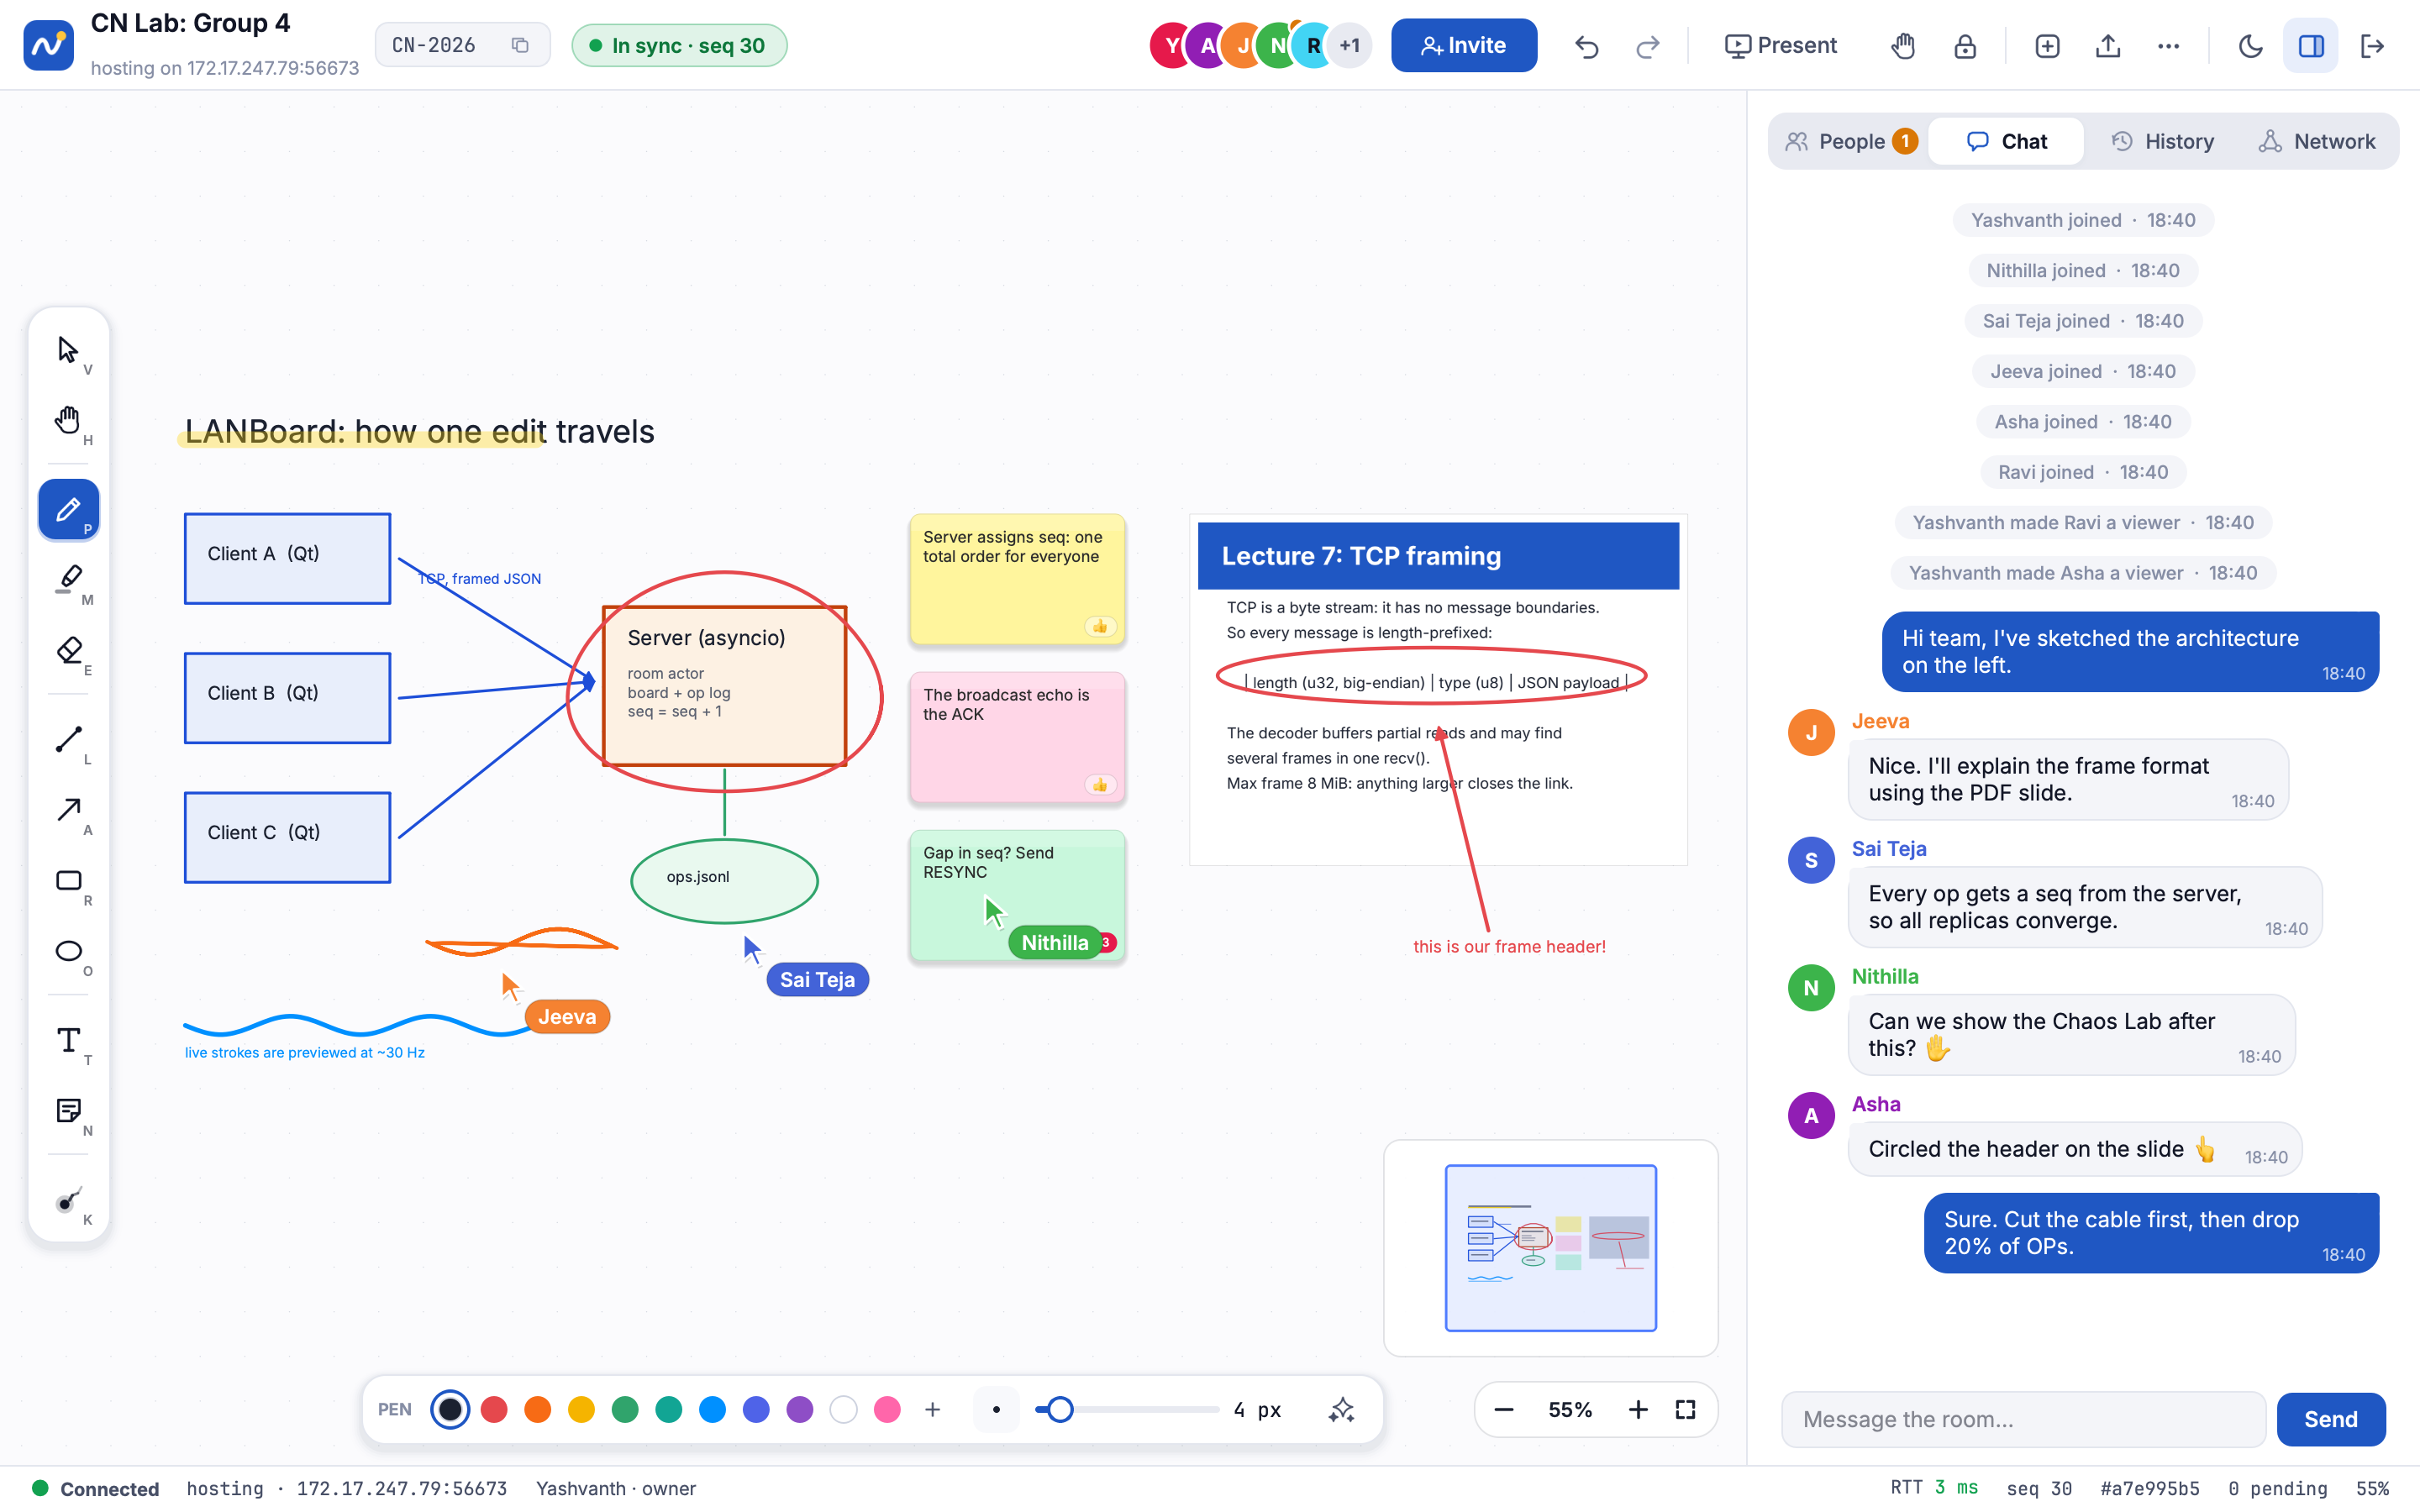 CN Lab: Group 4
hosting on 172.17.247.79:56673
CN-2026
In sync · seq 30
Y
A
J
N
R
+1
Invite
Present
People 1
Chat
History
Network
V
H
P
M
E
L
A
R
O
T
N
K
LANBoard: how one edit travels
Client A (Qt)
Client B (Qt)
Client C (Qt)
TCP, framed JSON
Server (asyncio)
room actor
board + op log
seq = seq + 1
ops.jsonl
Jeeva
Sai Teja
live strokes are previewed at ~30 Hz
Server assigns seq: one
total order for everyone
👍
The broadcast echo is
the ACK
👍
Gap in seq? Send
RESYNC
Nithilla
3
Lecture 7: TCP framing
TCP is a byte stream: it has no message boundaries.
So every message is length-prefixed:
| length (u32, big-endian) | type (u8) | JSON payload |
The decoder buffers partial reads and may find
several frames in one recv().
Max frame 8 MiB: anything larger closes the link.
this is our frame header!
Yashvanth joined · 18:40
Nithilla joined · 18:40
Sai Teja joined · 18:40
Jeeva joined · 18:40
Asha joined · 18:40
Ravi joined · 18:40
Yashvanth made Ravi a viewer · 18:40
Yashvanth made Asha a viewer · 18:40
Hi team, I've sketched the architecture
on the left.
18:40
J
Jeeva
Nice. I'll explain the frame format
using the PDF slide.
18:40
S
Sai Teja
Every op gets a seq from the server,
so all replicas converge.
18:40
N
Nithilla
Can we show the Chaos Lab after
this? 🖐
18:40
A
Asha
Circled the header on the slide 👆
18:40
Sure. Cut the cable first, then drop
20% of OPs.
18:40
Message the room...
Send
PEN
4 px
55%
Connected
hosting · 172.17.247.79:56673
Yashvanth · owner
RTT 3 ms
seq 30
#a7e995b5
0 pending
55%